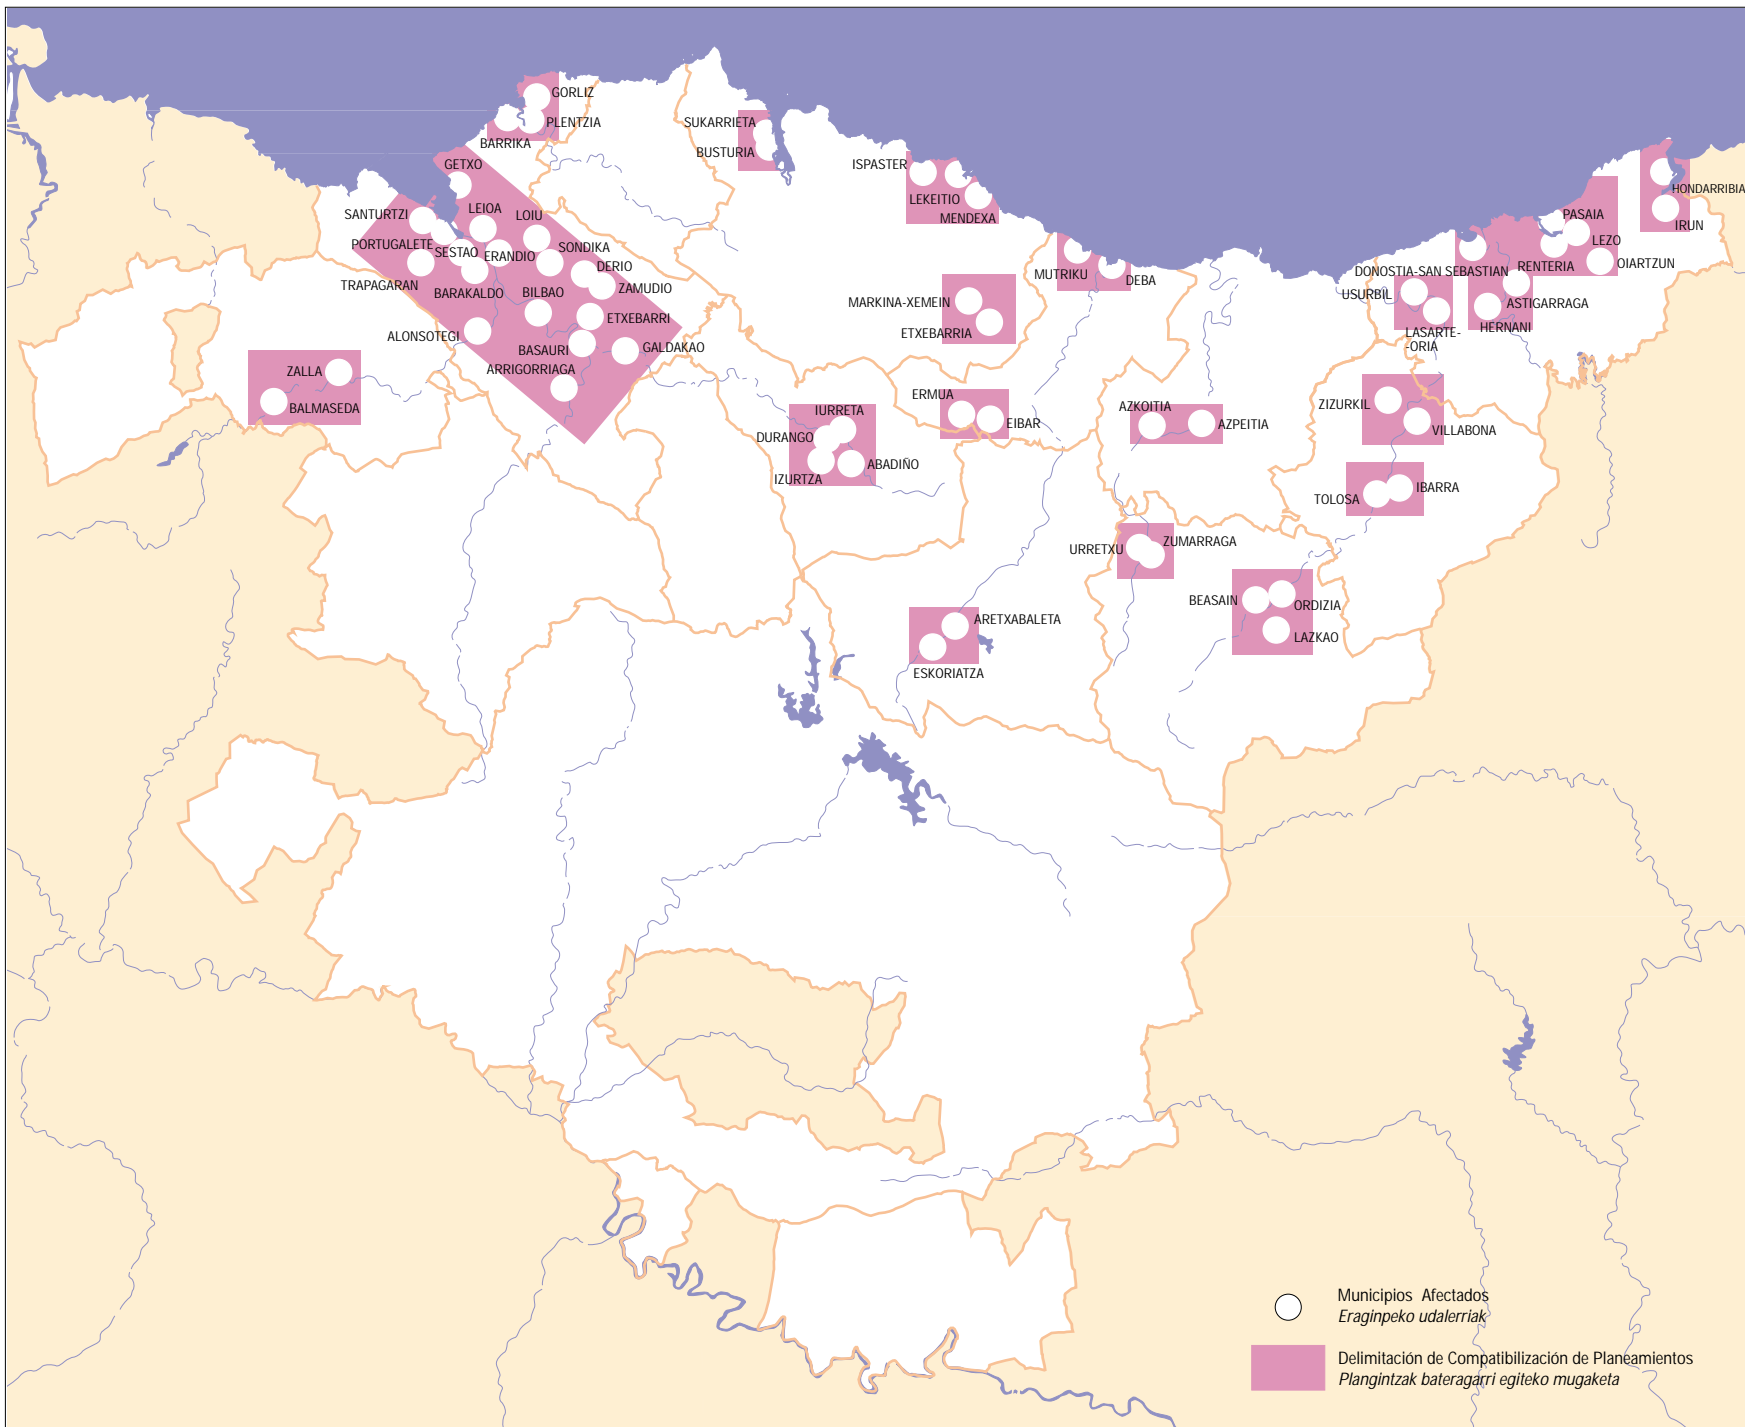 GORLIZ
PLENTZIA
BARRIKA
GETXO
SUKARRIETA
BUSTURIA
ISPASTER
LEKEITIO
MENDEXA
HONDARRIBIA
IRUN
SANTURTZI
LEIOA
LOIU
PORTUGALETE
SESTAO
ERANDIO
SONDIKA
DERIO
TRAPAGARAN
BARAKALDO
BILBAO
ZAMUDIO
ETXEBARRI
ALONSOTEGI
BASAURI
GALDAKAO
ARRIGORRIAGA
PASAIA
LEZO
RENTERIA
OIARTZUN
DONOSTIA-SAN SEBASTIAN
MUTRIKU
DEBA
USURBIL
ASTIGARRAGA
HERNANI
LASARTE-
-ORIA
MARKINA-XEMEIN
ETXEBARRIA
ZALLA
BALMASEDA
IURRETA
DURANGO
IZURTZA
ABADIÑO
ERMUA
EIBAR
AZKOITIA
AZPEITIA
ZIZURKIL
VILLABONA
TOLOSA
IBARRA
URRETXU
ZUMARRAGA
BEASAIN
ORDIZIA
LAZKAO
ARETXABALETA
ESKORIATZA
Municipios Afectados
Eraginpeko udalerriak
Delimitación de Compatibilización de Planeamientos
Plangintzak bateragarri egiteko mugaketa